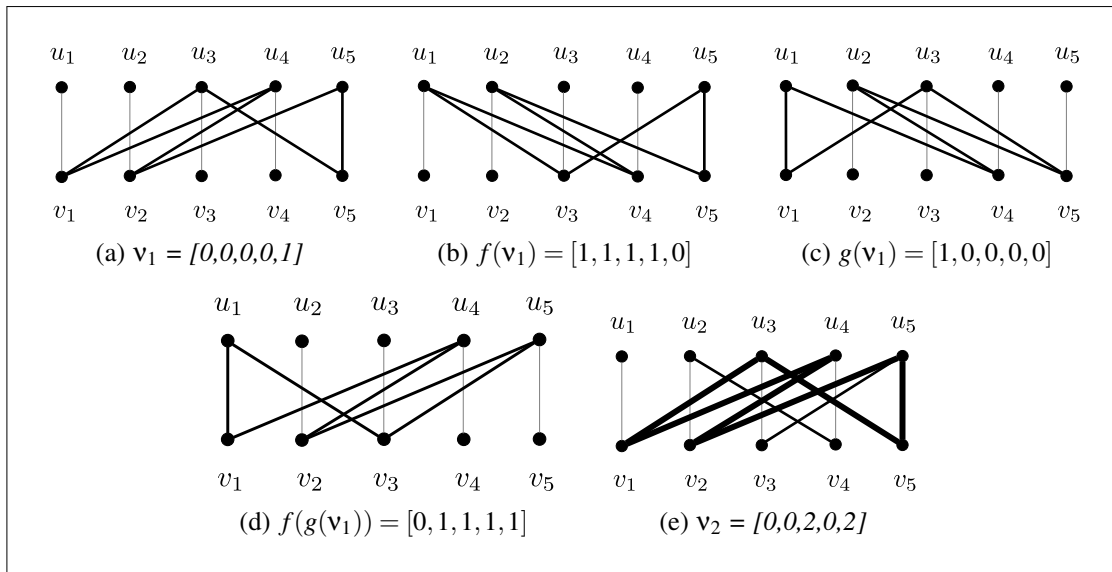 u₁ u₂ u₃ u₄ u₅ u₁ u₂ u₃ u₄ u₅ u₁ u₂ u₃ u₄ u₅
v₁ v₂ v₃ v₄ v₅ v₁ v₂ v₃ v₄ v₅ v₁ v₂ v₃ v₄ v₅
(a) ν₁ = [0,0,0,0,1] (b) f(ν₁) = [1,1,1,1,0] (c) g(ν₁) = [1,0,0,0,0]
u₁ u₂ u₃ u₄ u₅ u₁ u₂ u₃ u₄ u₅
v₁ v₂ v₃ v₄ v₅ v₁ v₂ v₃ v₄ v₅
(d) f(g(ν₁)) = [0,1,1,1,1] (e) ν₂ = [0,0,2,0,2]